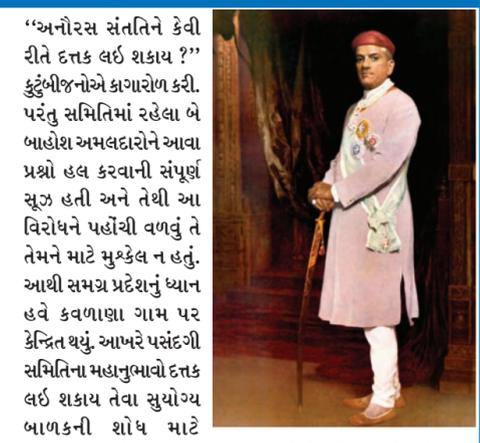 “અનૌરસ સંતતિને કેવી
રીતે દત્તક લઇ શકાય ?”
કુટુંબીજનોએ કાગારોળ કરી.
પરંતુ સમિતિમાં રહેલા બે
બાહોશ અમલદારોને આવા
પ્રશ્નો હલ કરવાની સંપૂર્ણ
સૂઝ હતી અને તેથી આ
વિરોધને પહોંચી વળવું તે
તેમને માટે મુશ્કેલ ન હતું.
આથી સમગ્ર પ્રદેશનું ધ્યાન
હવે કવળાણા ગામ પર
કેન્દ્રિત થયું. આખરે પસંદગી
સમિતિના મહાનુભાવો દત્તક
લઇ શકાય તેવા સુયોગ્ય
બાળકની શોધ માટે